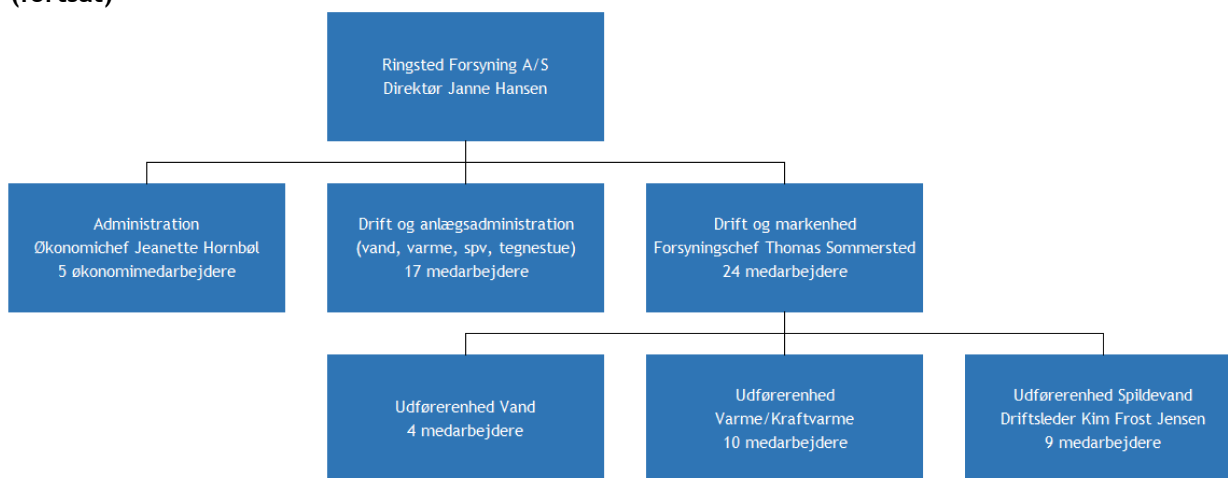 (fortsat)
Ringsted Forsyning A/S
Direktør Janne Hansen
Administration
Økonomichef Jeanette Hornbøl
5 økonomimedarbejdere
Drift og anlægsadministration
(vand, varme, spv, tegnestue)
17 medarbejdere
Drift og markenhed
Forsyningschef Thomas Sommersted
24 medarbejdere
Udførerenhed Vand
4 medarbejdere
Udførerenhed
Varme/Kraftvarme
10 medarbejdere
Udførerenhed Spildevand
Driftsleder Kim Frost Jensen
9 medarbejdere